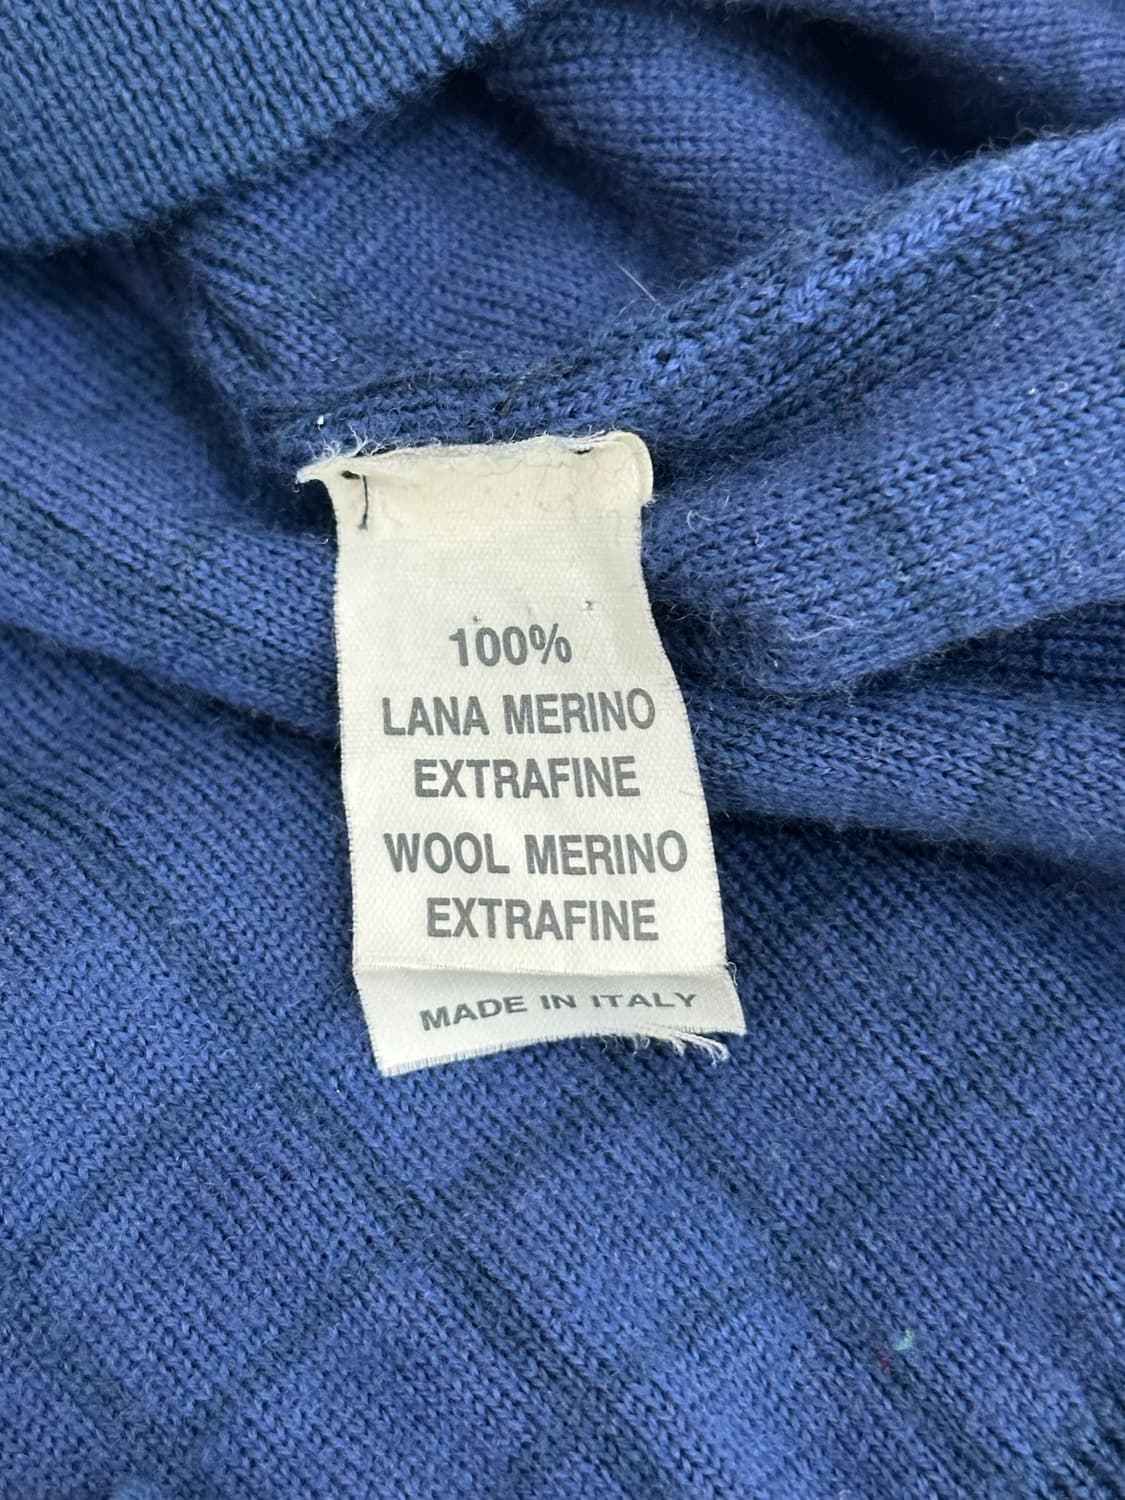 100%
LANA MERINO
EXTRAFINE
WOOL MERINO
EXTRAFINE
MADE IN ITALY